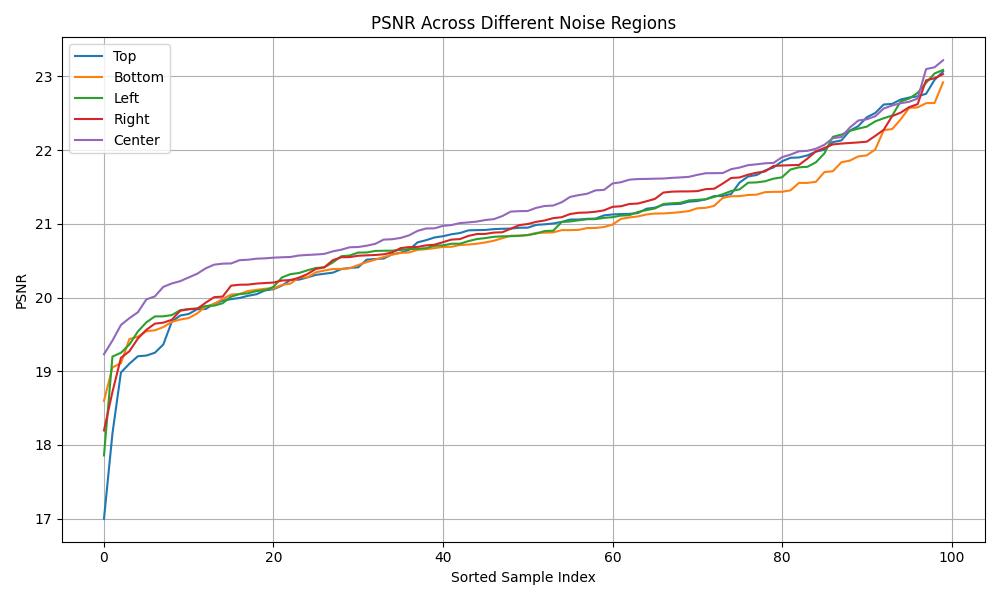 PSNR Across Different Noise Regions
Top
Bottom
Left
Right
Center
PSNR
23
22
21
20
19
18
17
0
20
40
60
80
100
Sorted Sample Index